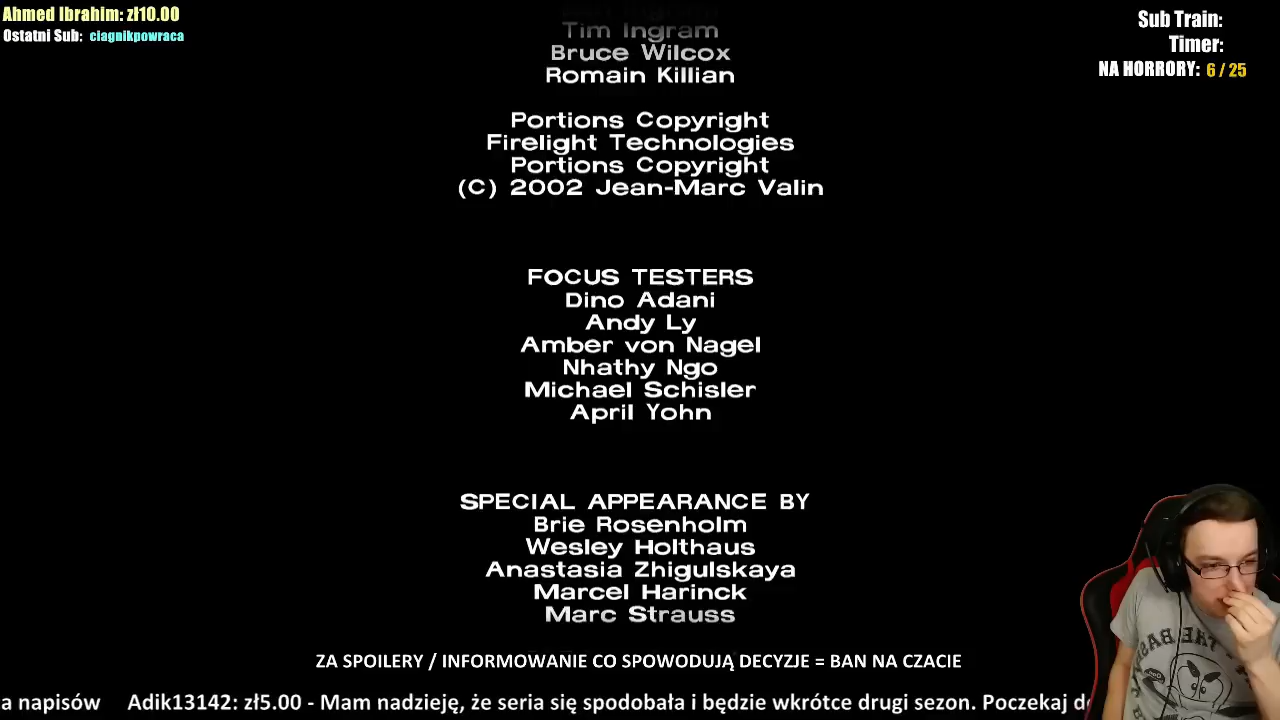 Ahmed Ibrahim: zł10.00
Ostatni Sub: ciagnikpowraca
Sub Train:
Timer:
NA HORRORY: 6 / 25
Tim Ingram
Bruce Wilcox
Romain Killian
Portions Copyright
Firelight Technologies
Portions Copyright
(C) 2002 Jean-Marc Valin
FOCUS TESTERS
Dino Adani
Andy Ly
Amber von Nagel
Nhathy Ngo
Michael Schisler
April Yohn
SPECIAL APPEARANCE BY
Brie Rosenholm
Wesley Holthaus
Anastasia Zhigulskaya
Marcel Harinck
Marc Strauss
ZA SPOILERY / INFORMOWANIE CO SPOWODUJĄ DECYZJE = BAN NA CZACIE
a napisów Adik13142: zł5.00 - Mam nadzieję, że seria się spodobała i będzie wkrótce drugi sezon. Poczekaj